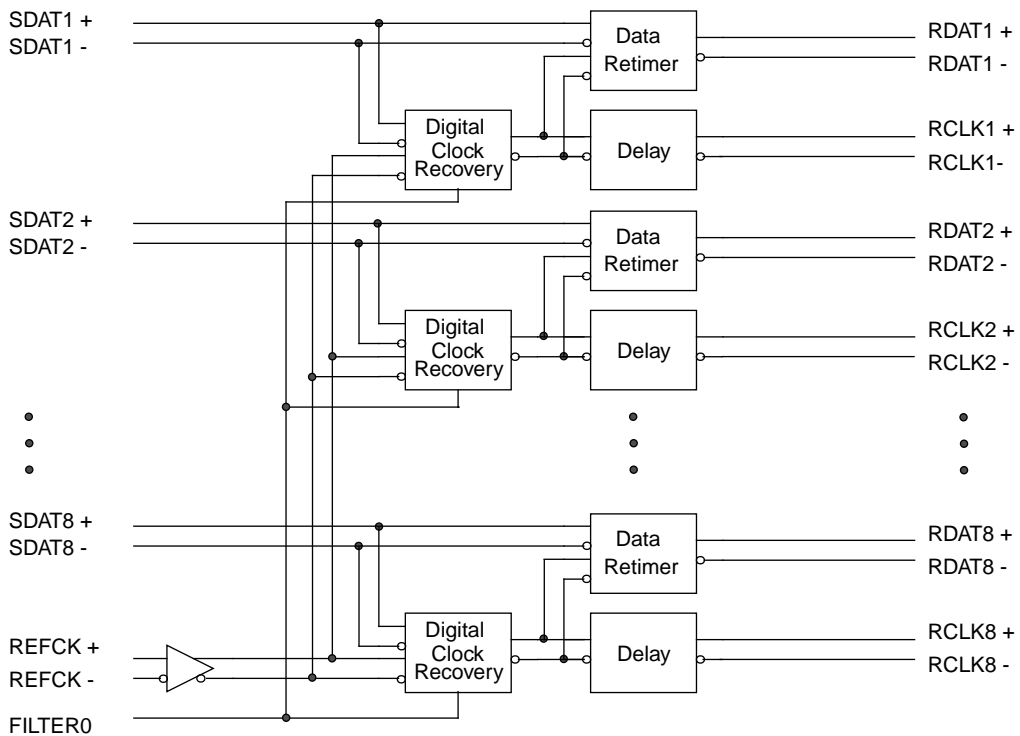 SDAT1 +
SDAT1 -
Data
Retimer
RDAT1 +
RDAT1 -
Digital
Clock
Recovery
Delay
RCLK1 +
RCLK1-
SDAT2 +
SDAT2 -
Data
Retimer
RDAT2 +
RDAT2 -
Digital
Clock
Recovery
Delay
RCLK2 +
RCLK2 -
SDAT8 +
SDAT8 -
Data
Retimer
RDAT8 +
RDAT8 -
Digital
Clock
Recovery
Delay
RCLK8 +
RCLK8 -
REFCK +
REFCK -
FILTER0